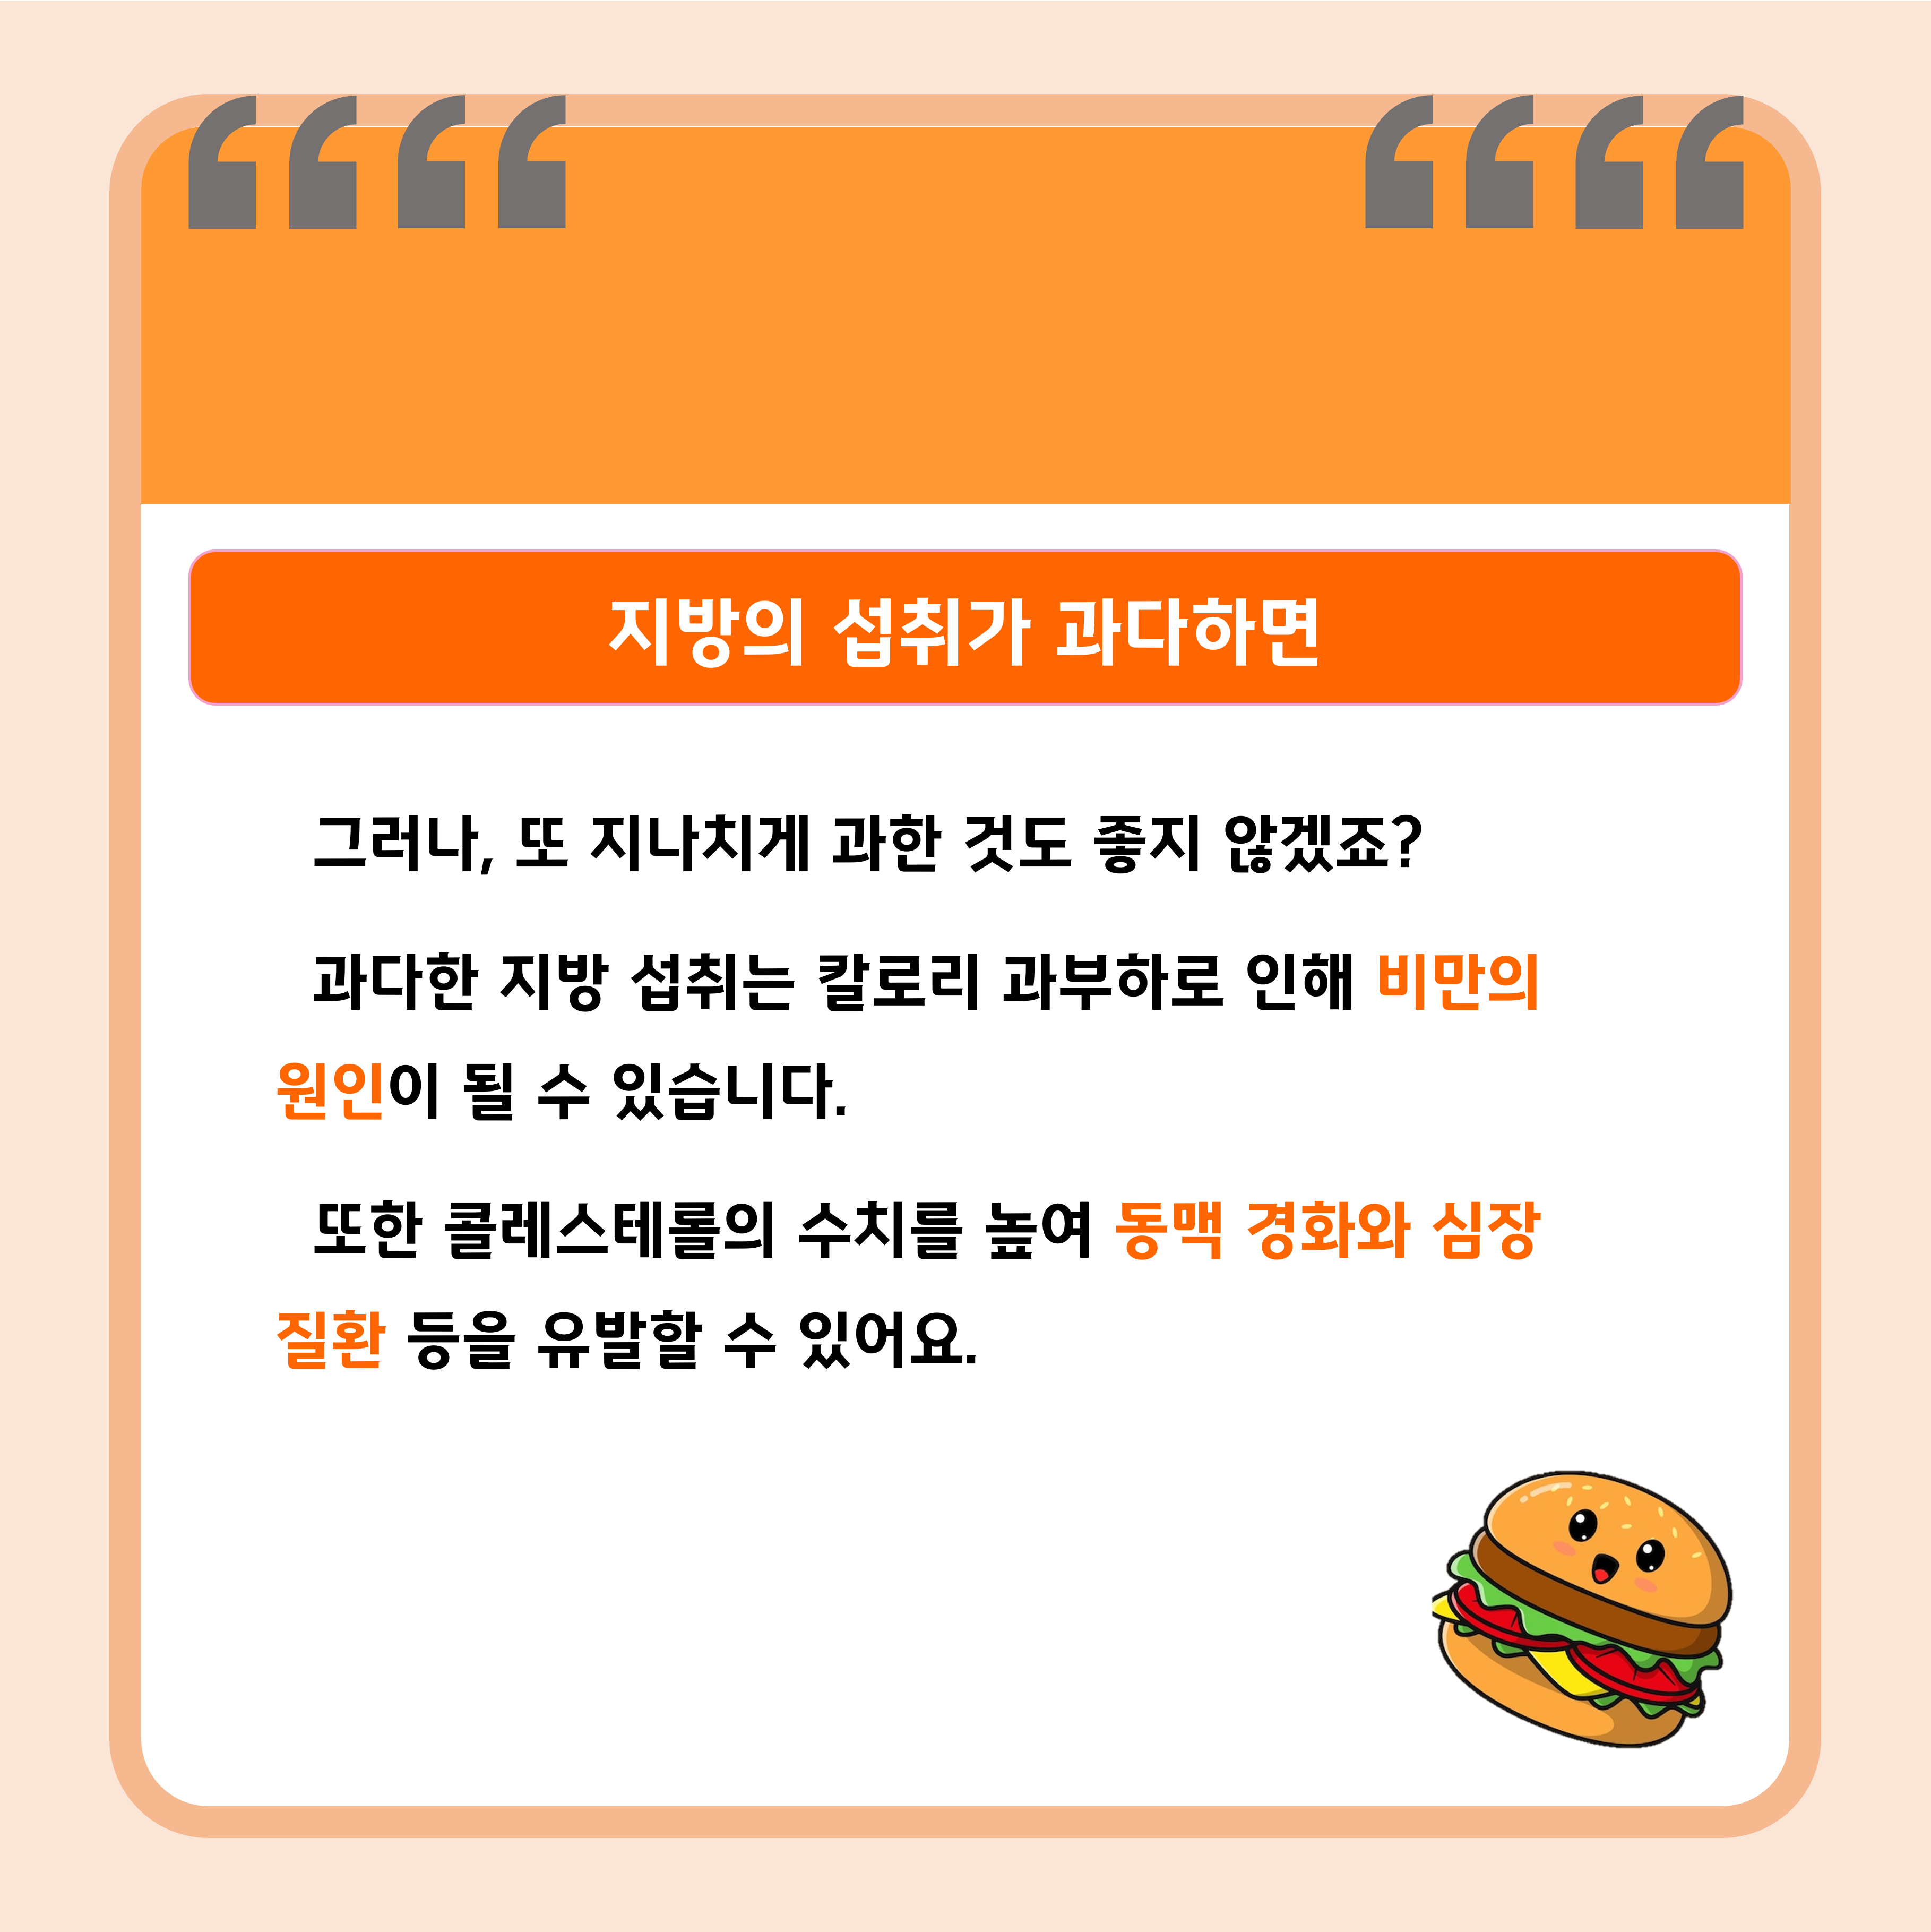 지방의 섭취가 과다하면
그러나, 또 지나치게 과한 것도 좋지 않겠죠?
과다한 지방 섭취는 칼로리 과부하로 인해 비만의
원인이 될 수 있습니다.
또한 콜레스테롤의 수치를 높여 동맥 경화와 심장
질환 등을 유발할 수 있어요.